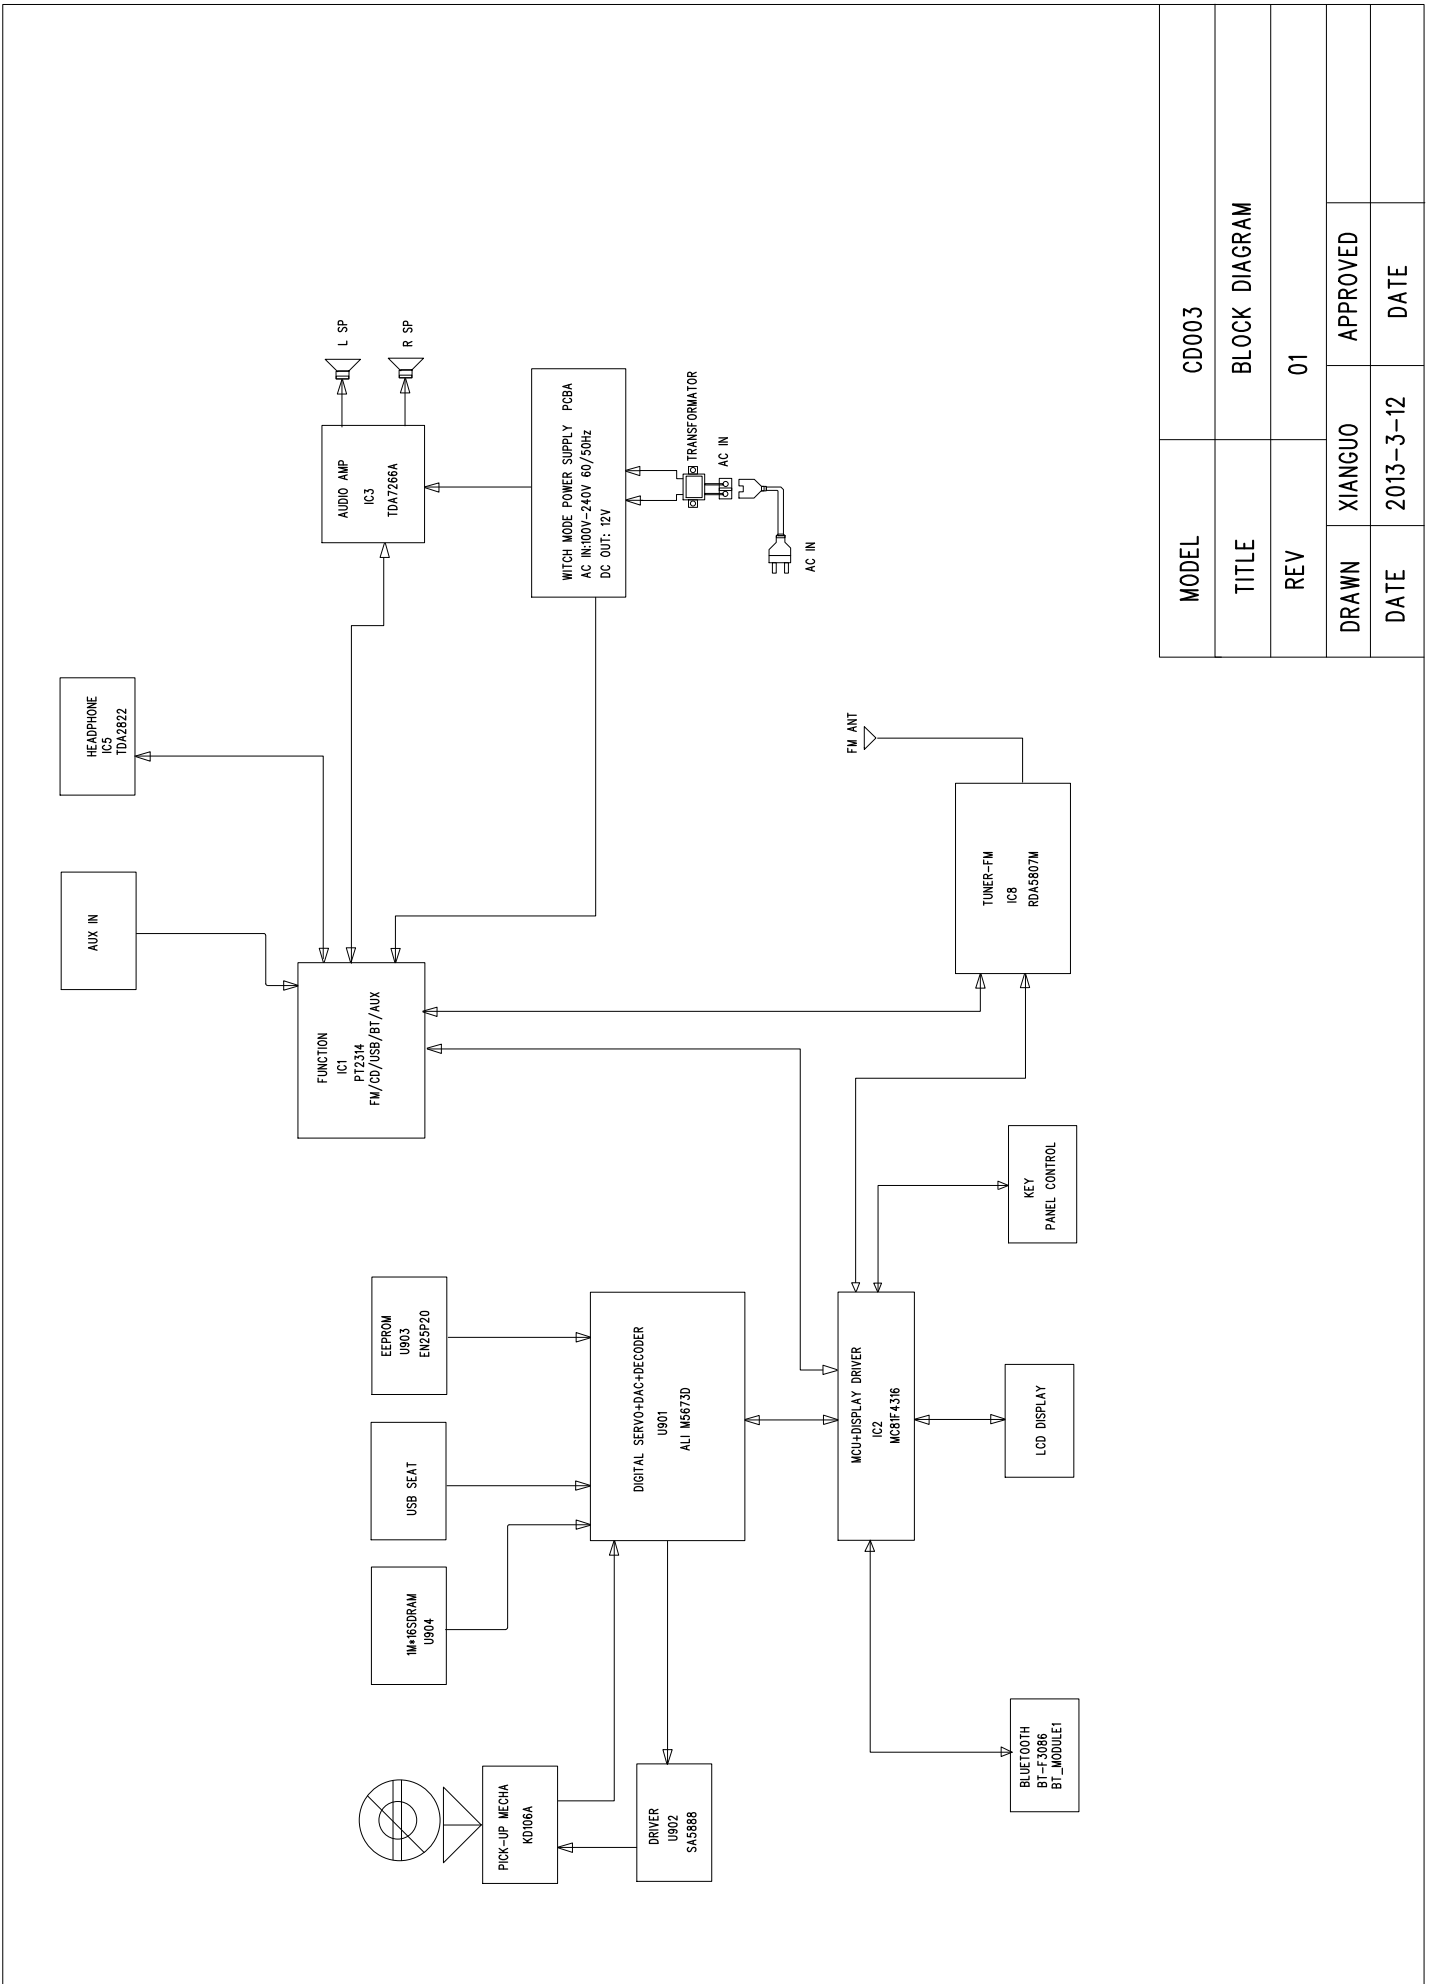 PICK-UP MECHA
KD106A
DRIVER
U902
SA5888
1M*16SDRAM
U904
USB SEAT
EEPROM
U903
EN25P20
DIGITAL SERVO+DAC+DECODER
U901
ALI M5673D
MCU+DISPLAY DRIVER
IC2
MC81F4316
BLUETOOTH
BT-F3086
BT_MODULE1
LCD DISPLAY
KEY
PANEL CONTROL
AUX IN
HEADPHONE
IC5
TDA2822
FUNCTION
IC1
PT2314
FM/CD/USB/BT/AUX
TUNER-FM
IC8
RDA5807M
FM ANT
AUDIO AMP
IC3
TDA7266A
L SP
R SP
WITCH MODE POWER SUPPLY PCBA
AC IN:100V-240V 60/50Hz
DC OUT: 12V
TRANSFORMATOR
AC IN
AC IN
MODEL CD003
TITLE BLOCK DIAGRAM
REV 01
DRAWN XIANGUO APPROVED
DATE 2013-3-12 DATE